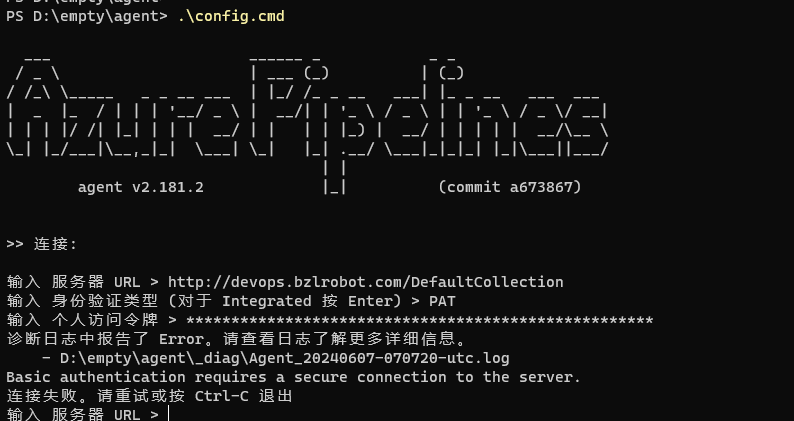 PS D:\empty\agent> .\config.cmd
AzurePipelines
agent v2.181.2 (commit a673867)
>> 连接:
输入 服务器 URL > http://devops.bzlrobot.com/DefaultCollection
输入 身份验证类型 (对于 Integrated 按 Enter) > PAT
输入 个人访问令牌 > ****************************************************
诊断日志中报告了 Error。请查看日志了解更多详细信息。
- D:\empty\agent\_diag\Agent_20240607-070720-utc.log
Basic authentication requires a secure connection to the server.
连接失败。请重试或按 Ctrl-C 退出
输入 服务器 URL >